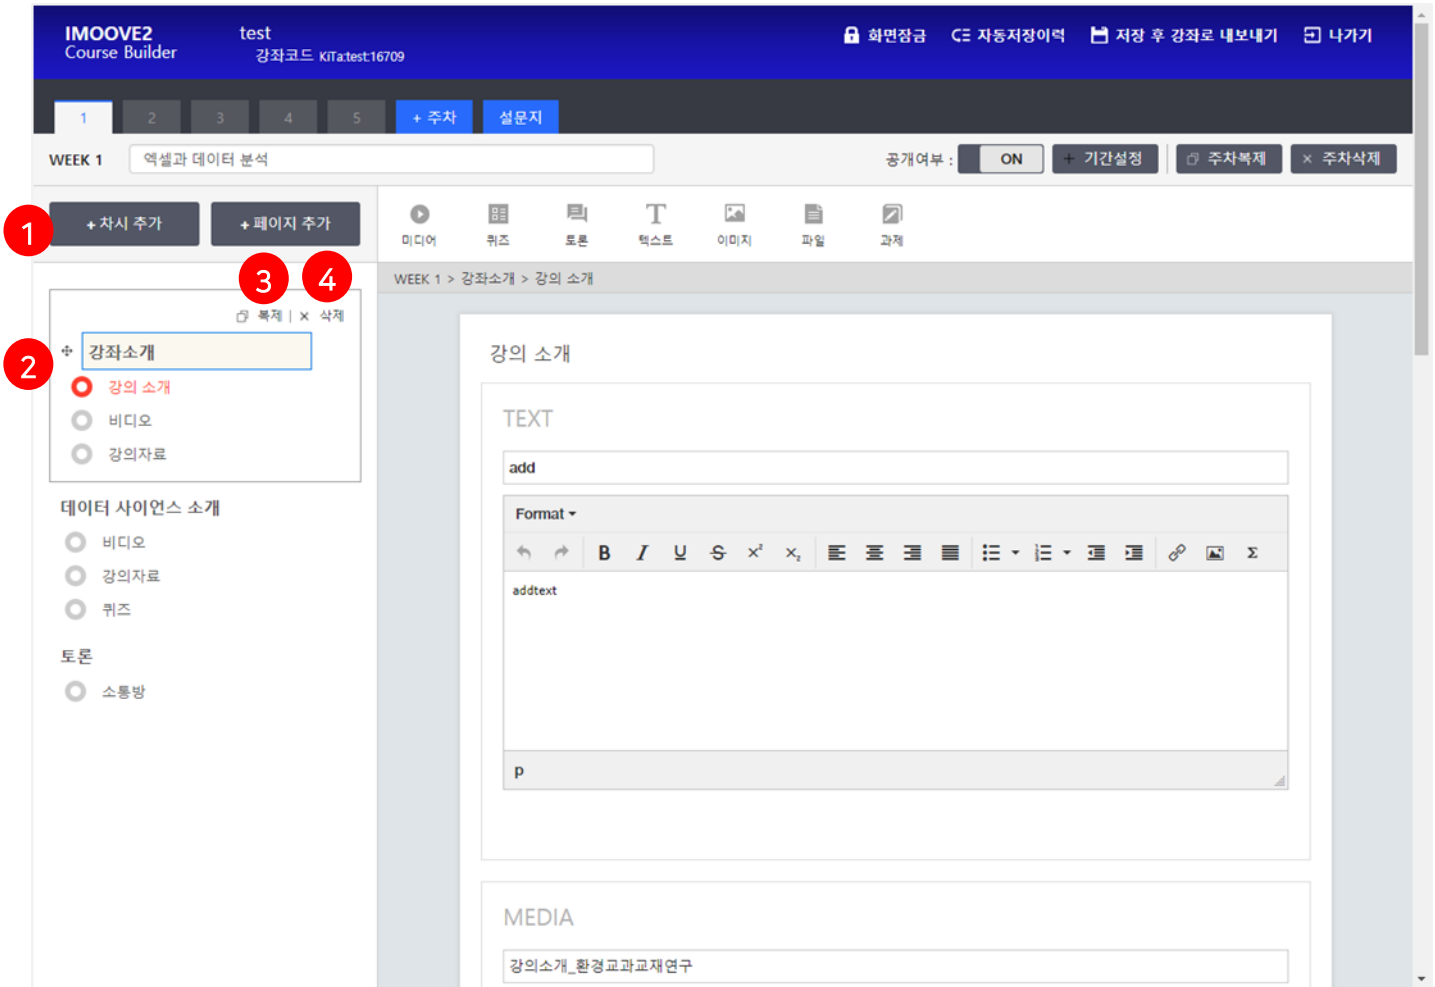 IMOOVE2
Course Builder
test
강좌코드 KiTa:test:16709
화면잠금
자동저장이력
저장 후 강좌로 내보내기
나가기
1 2 3 4 5 + 주차 설문지
WEEK 1 엑셀과 데이터 분석 공개여부 : ON + 기간설정 주차복제 × 주차삭제
1 +차시 추가 +페이지 추가
미디어 퀴즈 토론 텍스트 이미지 파일 과제
3 4
WEEK 1 > 강좌소개 > 강의 소개
복제 | × 삭제
2 강좌소개
강의 소개
비디오
강의자료
데이터 사이언스 소개
비디오
강의자료
퀴즈
토론
소통방
강의 소개
TEXT
add
Format
B I U S x² x₂ Σ
addtext
p
MEDIA
강의소개_환경교과교재연구